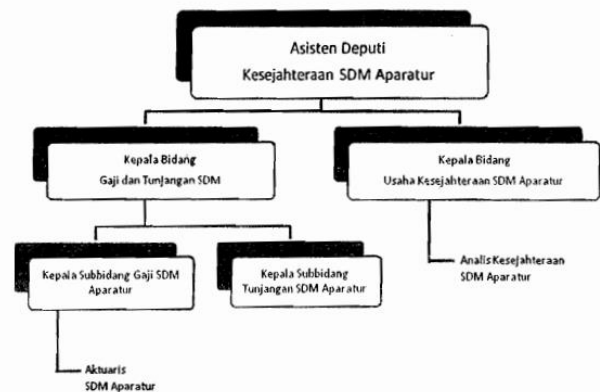 Asisten Deputi
Kesejahteraan SDM Aparatur
Kepala Bidang
Gaji dan Tunjangan SDM
Kepala Bidang
Usaha Kesejahteraan SDM Aparatur
Kepala Subbidang Gaji SDM
Aparatur
Kepala Subbidang
Tunjangan SDM Aparatur
Analis Kesejahteraan
SDM Aparatur
Aktuaris
SDM Aparatur